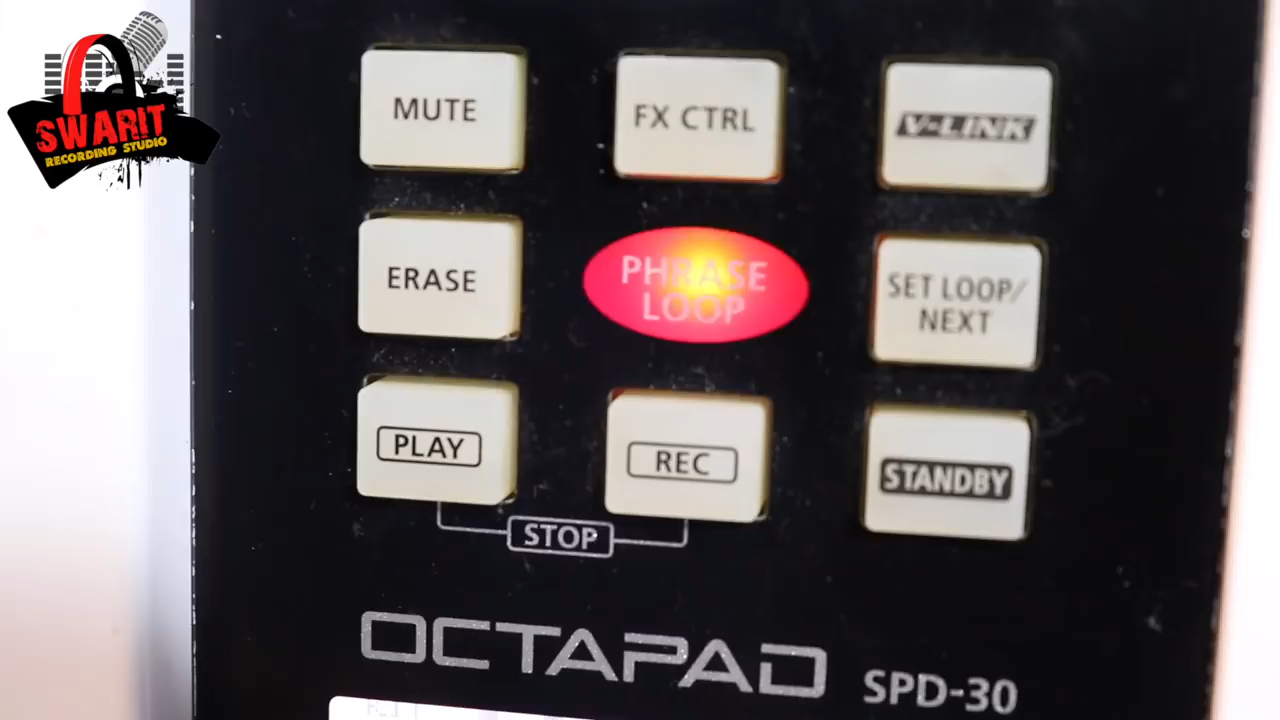 SWARIT
RECORDING STUDIO
MUTE
FX CTRL
V-LINK
ERASE
PHRASE
LOOP
SET LOOP/
NEXT
PLAY
REC
STANDBY
STOP
OCTAPAD
SPD-30